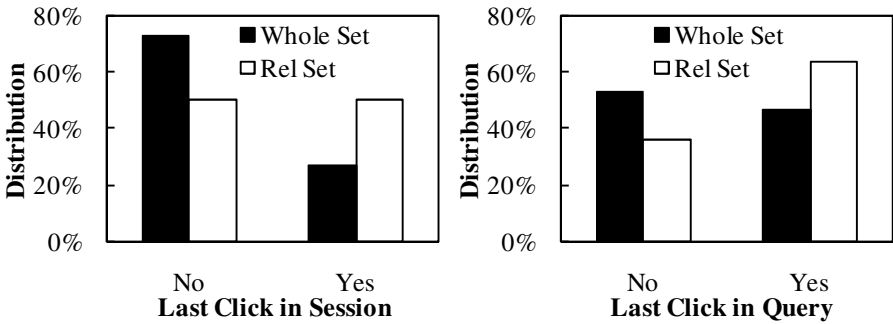 80%
60%
40%
20%
0%
Distribution
Whole Set
Rel Set
No
Yes
Last Click in Session
80%
60%
40%
20%
0%
Distribution
Whole Set
Rel Set
No
Yes
Last Click in Query